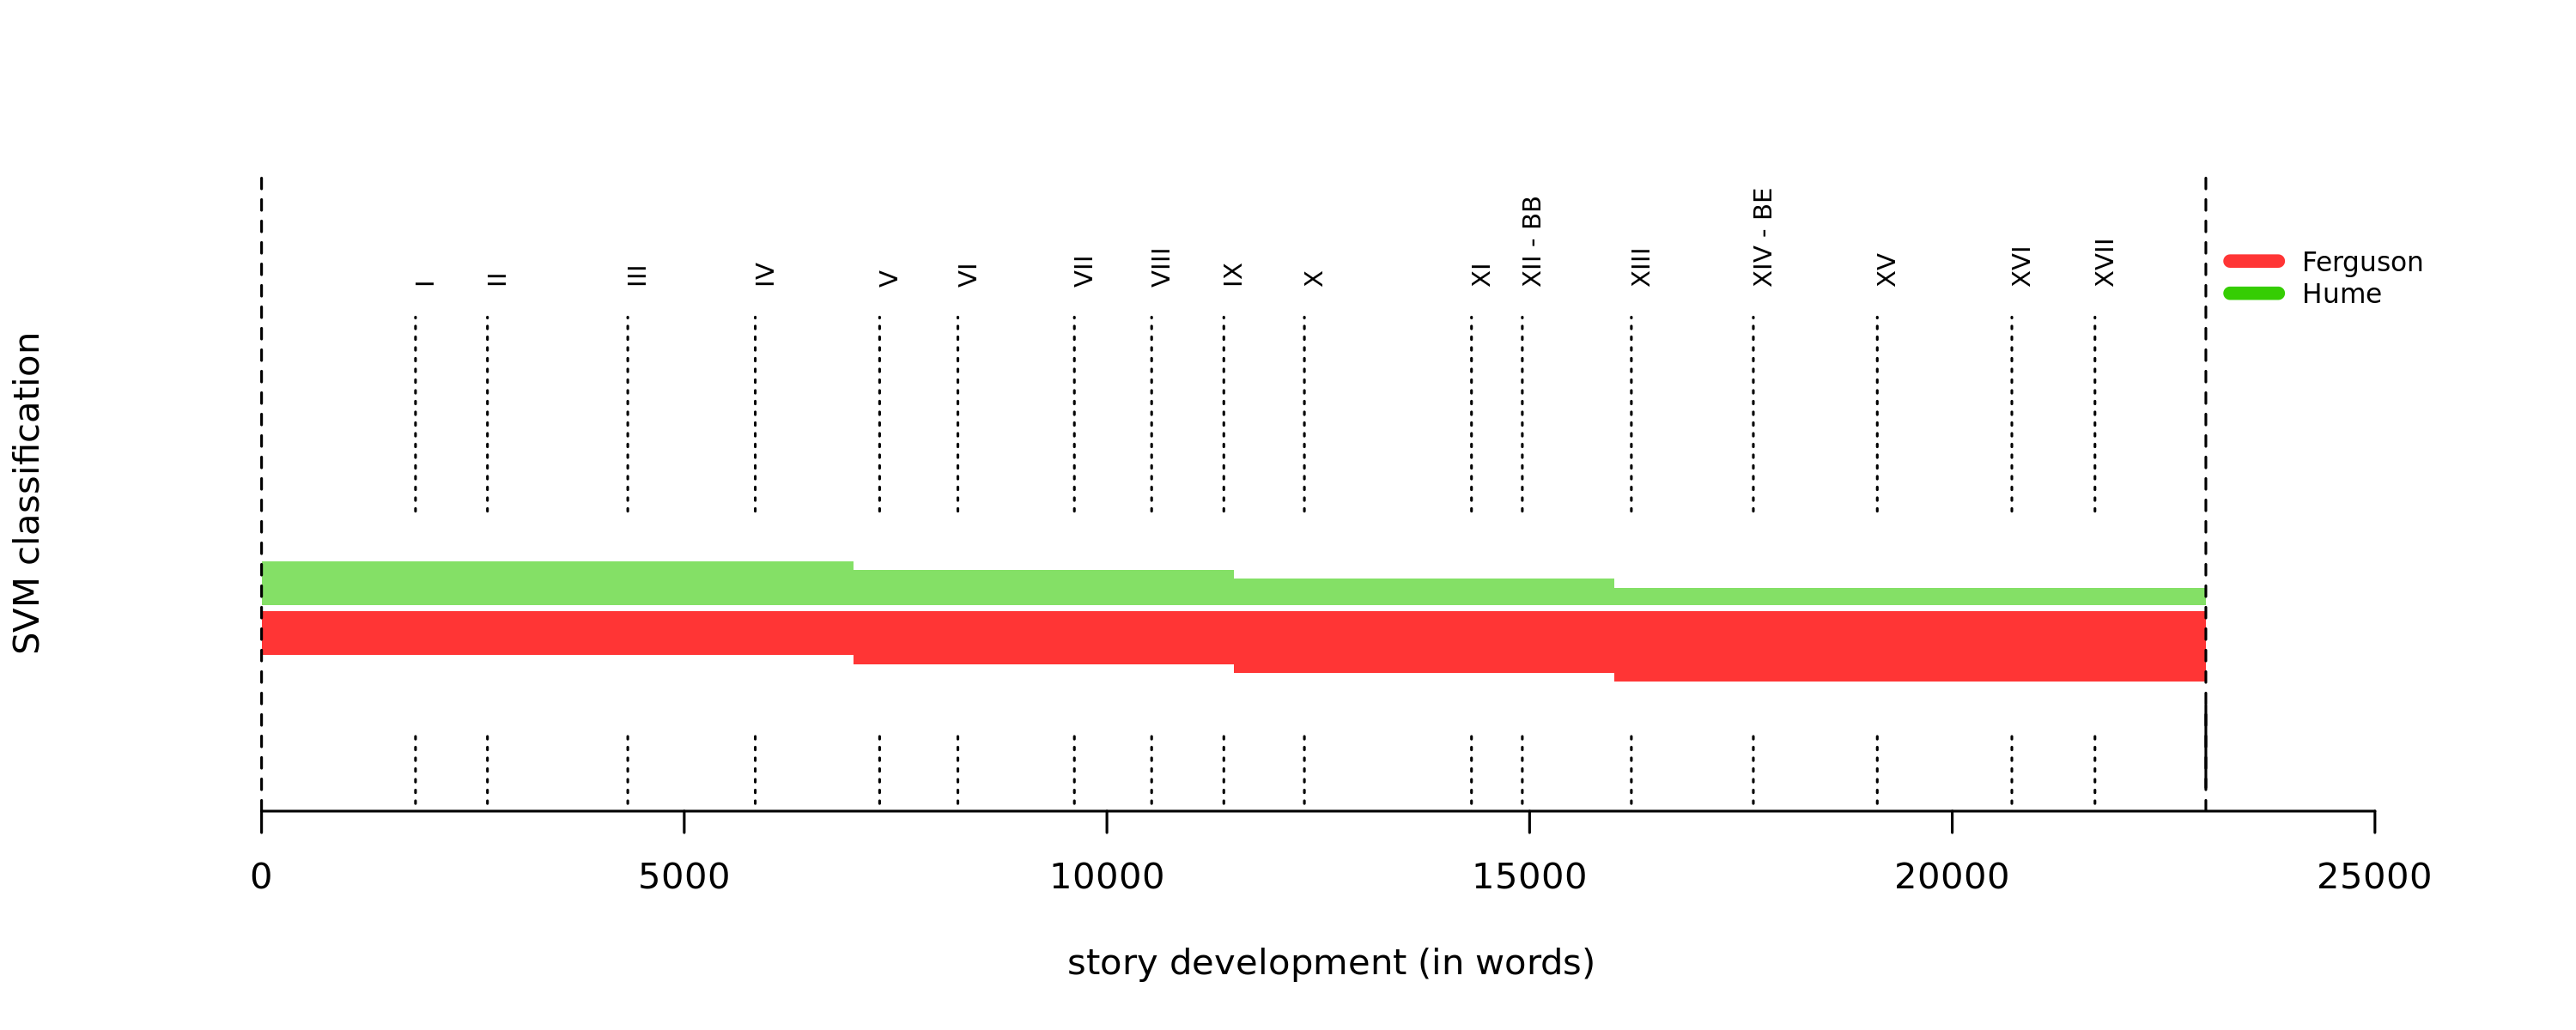 I
II
III
IV
V
VI
VII
VIII
IX
X
XI
XII - BB
XIII
XIV - BE
XV
XVI
XVII
Ferguson
Hume
SVM classification
0
5000
10000
15000
20000
25000
story development (in words)